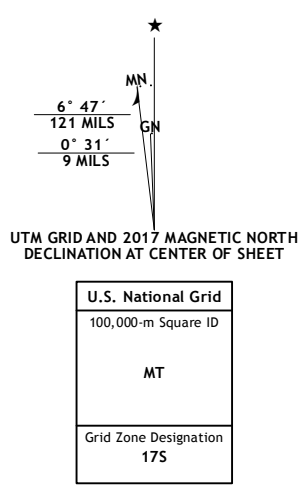 ★
MN
6° 47´
121 MILS
GN
0° 31´
9 MILS
UTM GRID AND 2017 MAGNETIC NORTH
DECLINATION AT CENTER OF SHEET
U.S. National Grid
100,000-m Square ID
MT
Grid Zone Designation
17S